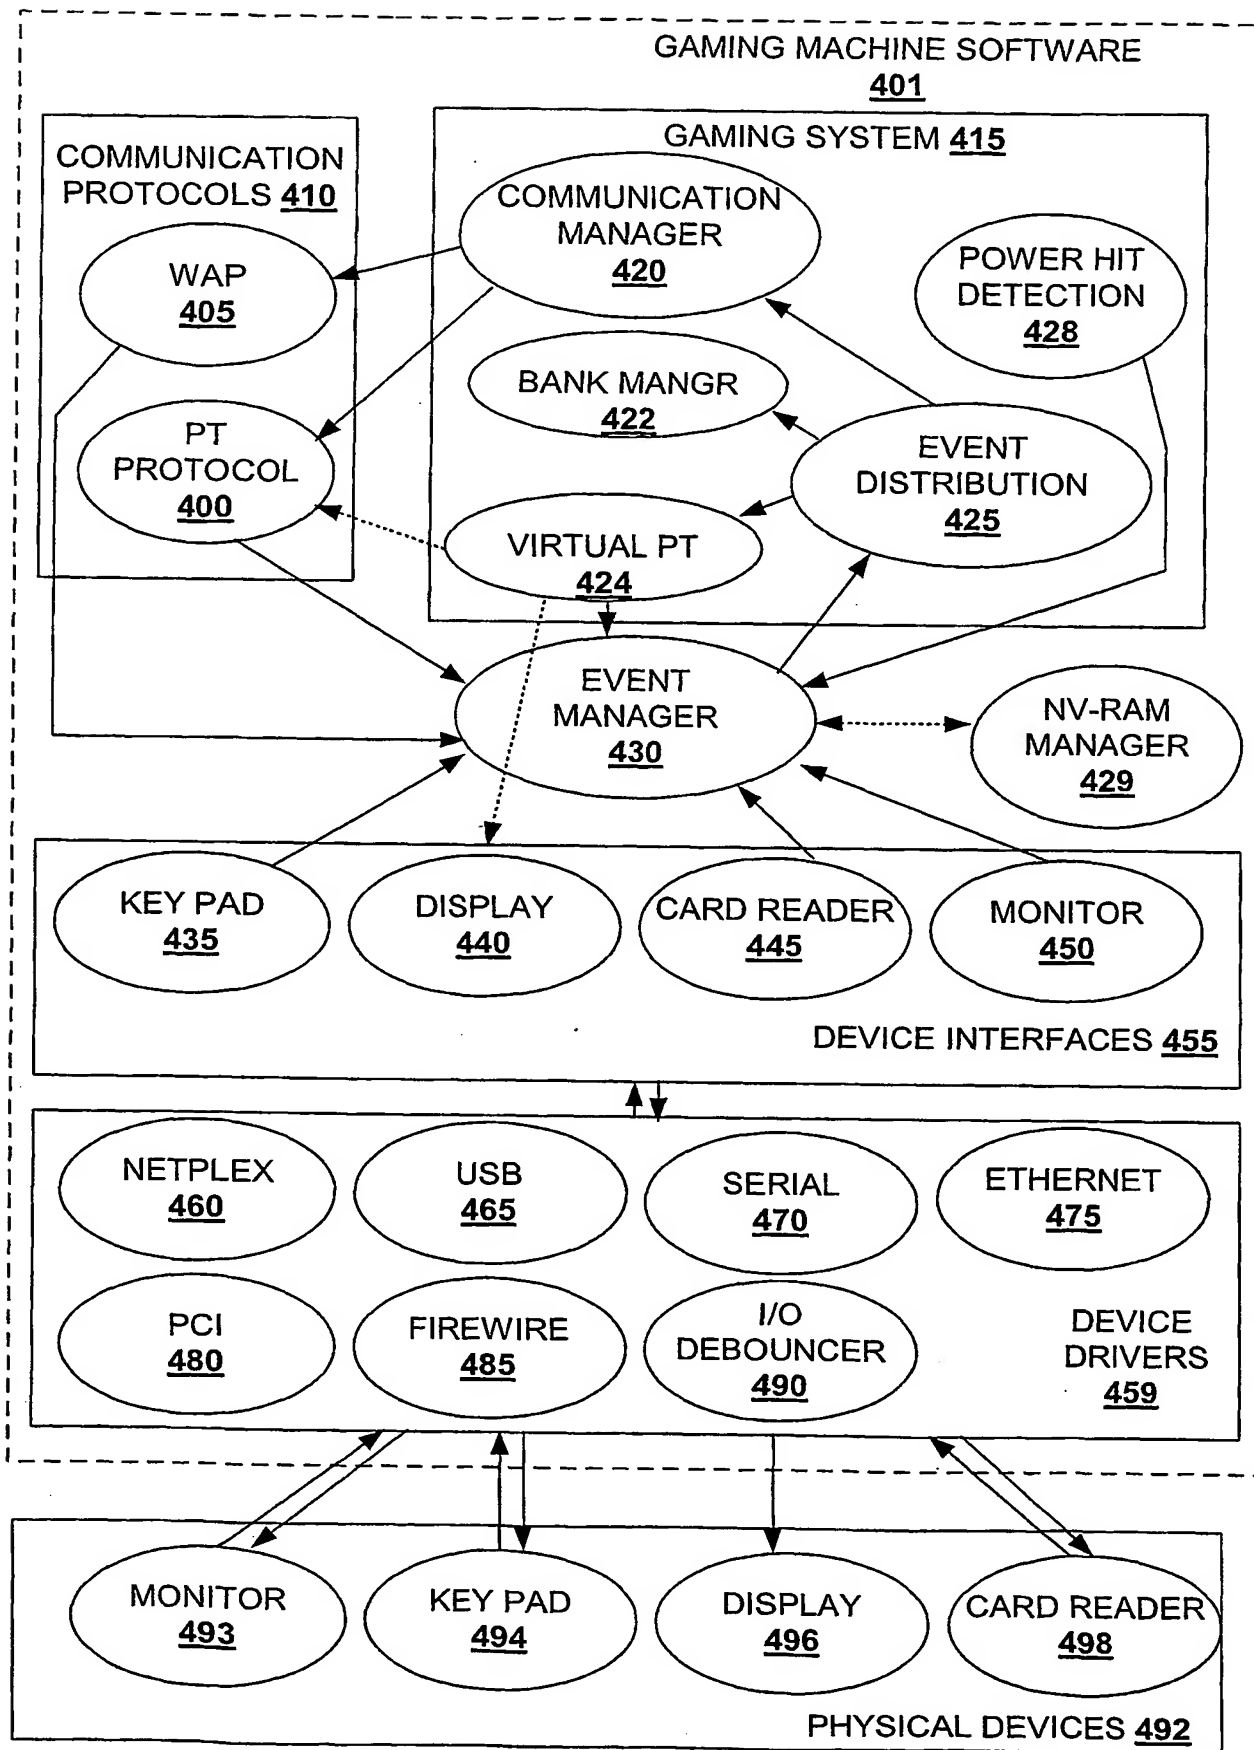 GAMING MACHINE SOFTWARE
401
COMMUNICATION
PROTOCOLS 410
WAP
405
PT
PROTOCOL
400
GAMING SYSTEM 415
COMMUNICATION
MANAGER
420
POWER HIT
DETECTION
428
BANK MANGR
422
EVENT
DISTRIBUTION
425
VIRTUAL PT
424
EVENT
MANAGER
430
NV-RAM
MANAGER
429
KEY PAD
435
DISPLAY
440
CARD READER
445
MONITOR
450
DEVICE INTERFACES 455
NETPLEX
460
USB
465
SERIAL
470
ETHERNET
475
PCI
480
FIREWIRE
485
I/O
DEBOUNCER
490
DEVICE
DRIVERS
459
MONITOR
493
KEY PAD
494
DISPLAY
496
CARD READER
498
PHYSICAL DEVICES 492